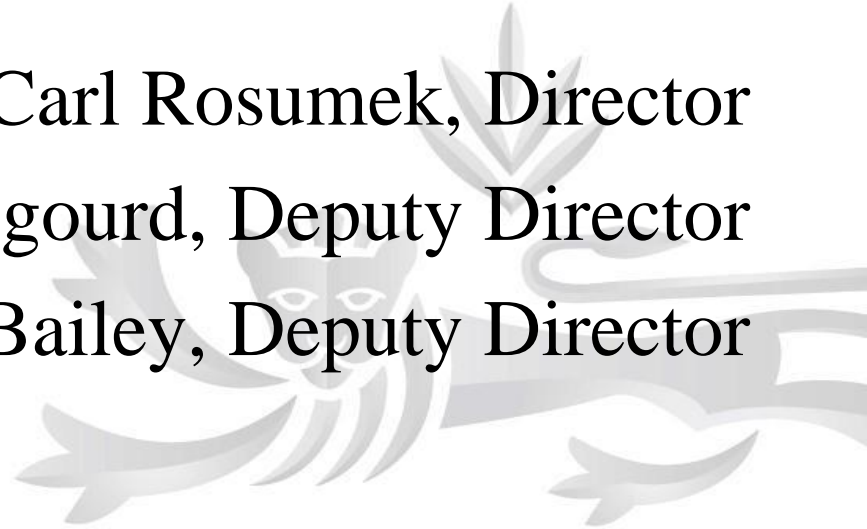 Carl Rosumek, Director
gourd, Deputy Director
Bailey, Deputy Director